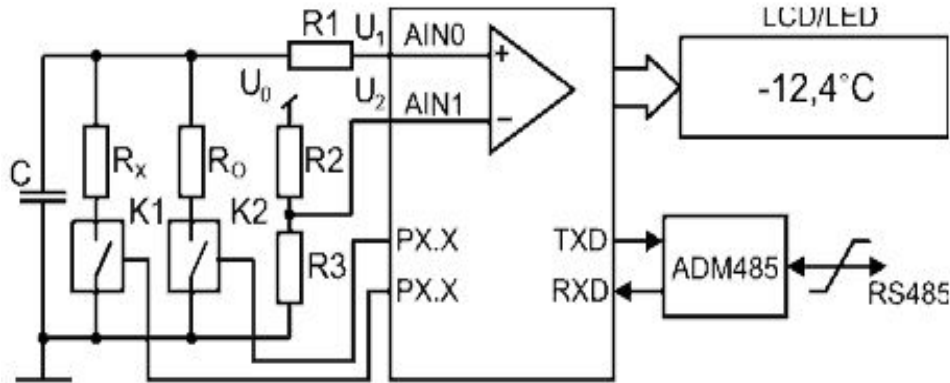 LCD/LED
R1 U₁ AIN0 +
-12,4°C
U₀ U₂ AIN1 −
C Rₓ R₀ R2
K1 K2
R3 PX.X TXD ADM485
PX.X RXD RS485